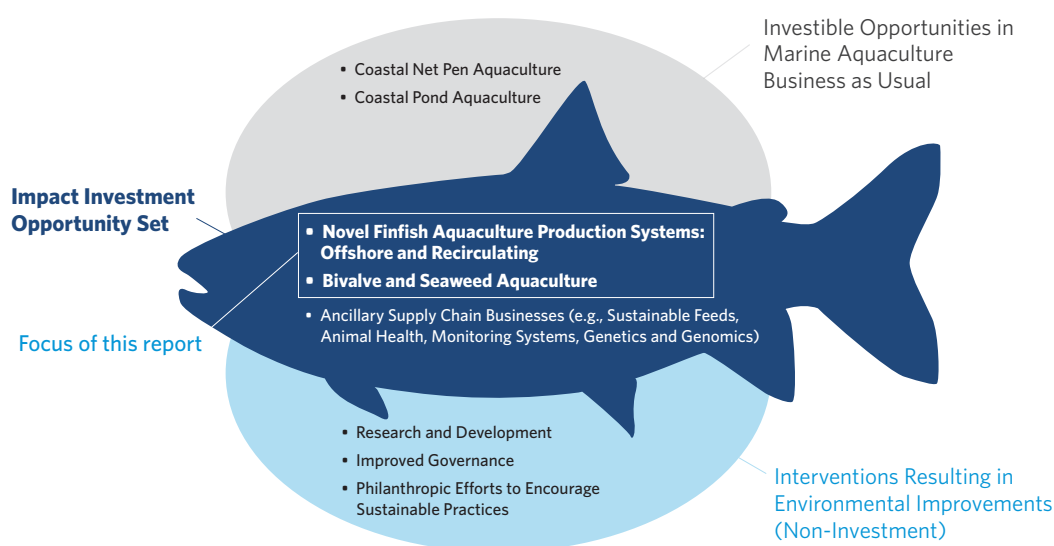 Investible Opportunities in
Marine Aquaculture
Business as Usual
• Coastal Net Pen Aquaculture
• Coastal Pond Aquaculture
Impact Investment
Opportunity Set
• Novel Finfish Aquaculture Production Systems:
Offshore and Recirculating
• Bivalve and Seaweed Aquaculture
• Ancillary Supply Chain Businesses (e.g., Sustainable Feeds,
Animal Health, Monitoring Systems, Genetics and Genomics)
Focus of this report
• Research and Development
• Improved Governance
• Philanthropic Efforts to Encourage
Sustainable Practices
Interventions Resulting in
Environmental Improvements
(Non-Investment)